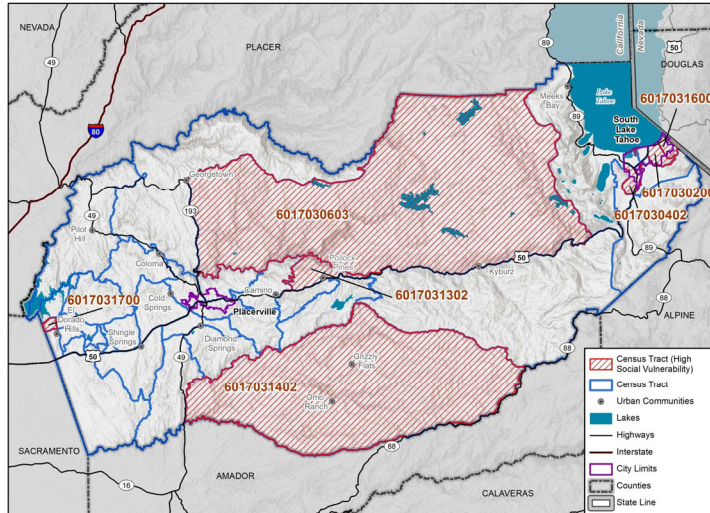 NEVADA
49
PLACER
80
89
California
Nevada
50
DOUGLAS
Meeks
Bay
Lake
Tahoe
89
6017031600
South
Lake
Tahoe
Georgetown
193
6017030603
6017030200
6017030402
89
Pilot
Hill
49
Coloma
Pollock
Pines
50
Kyburz
88
6017031700
El
Dorado
Hills
Cold
Springs
Camino
6017031302
Placerville
ALPINE
Shingle
Springs
50
Diamond
Springs
49
Grizzly
Flats
88
6017031402
Omo
Ranch
SACRAMENTO
88
AMADOR
16
CALAVERAS
Census Tract (High
Social Vulnerability)
Census Tract
Urban Communities
Lakes
Highways
Interstate
City Limits
Counties
State Line